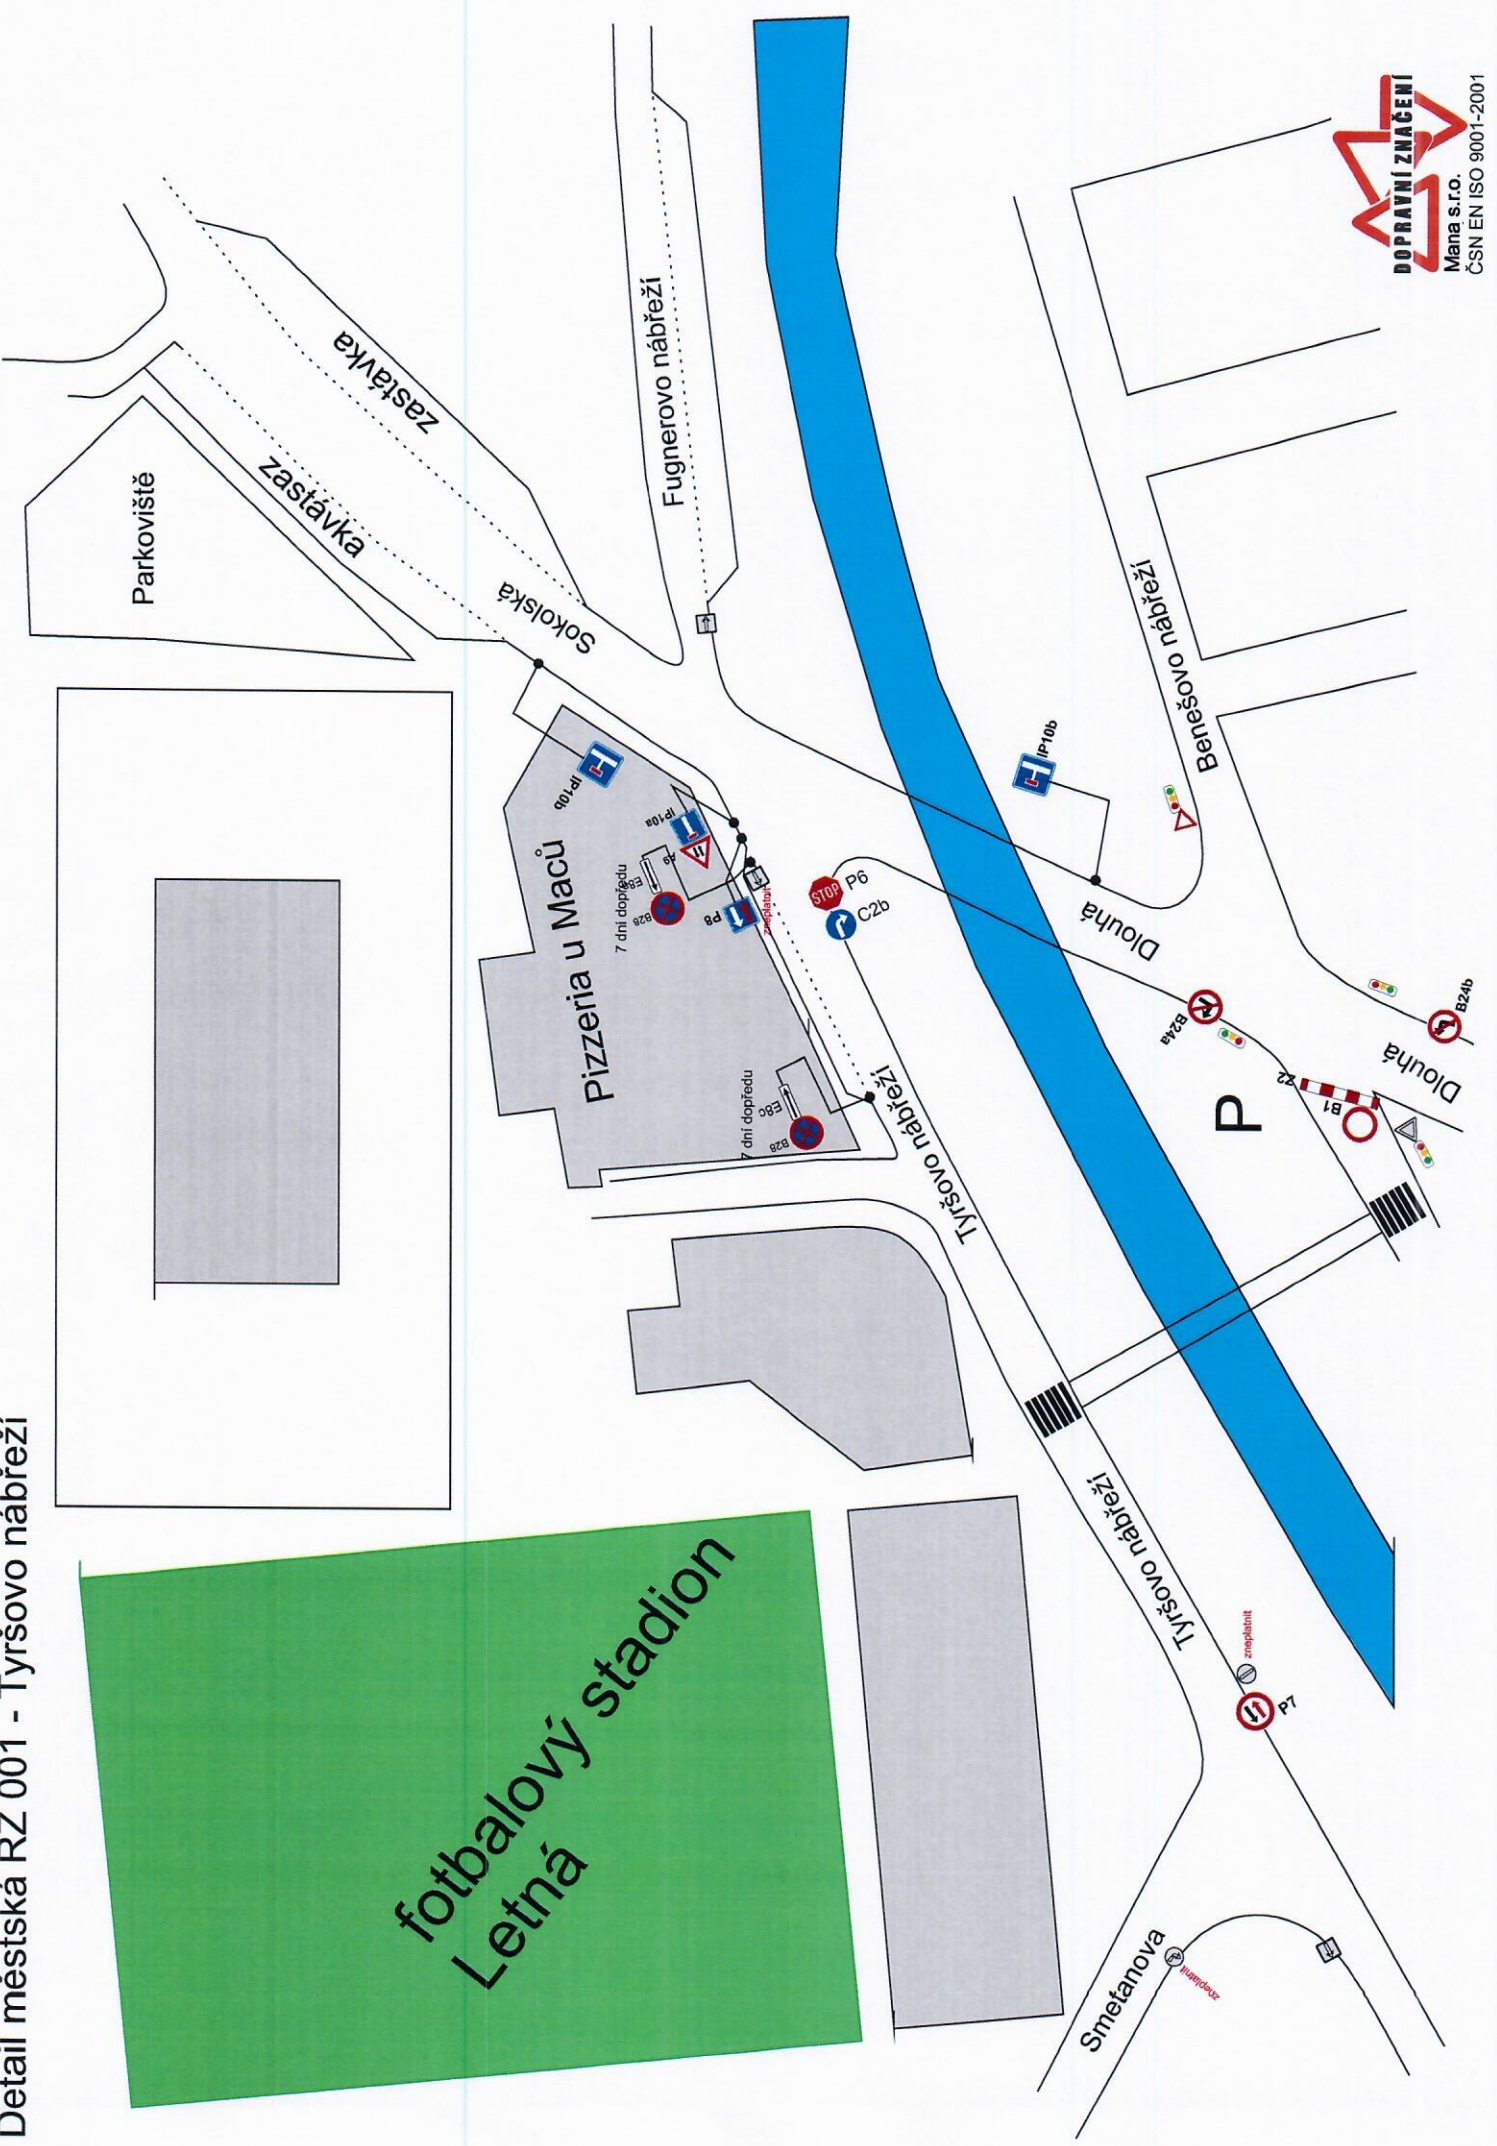 Detail městská RZ 001 - Tyršovo nábřeží
Parkoviště
zastávka
zastávka
Sokolská
Fugnerovo nábřeží
Pizzeria u Maců
IP10b
IP10a
A9
7 dní dopředu
E8c
B28
P8
zneplatnit
7 dní dopředu
E8c
B28
STOP
P6
C2b
Tyršovo nábřeží
Dlouhá
IP10b
Benešovo nábřeží
B24a
B24b
Dlouhá
P
Z2
B1
fotbalový stadion
Letná
Tyršovo nábřeží
zneplatnit
P7
Smetanova
zneplatnit
DOPRAVNÍ ZNAČENÍ
Mana s.r.o.
ČSN EN ISO 9001-2001